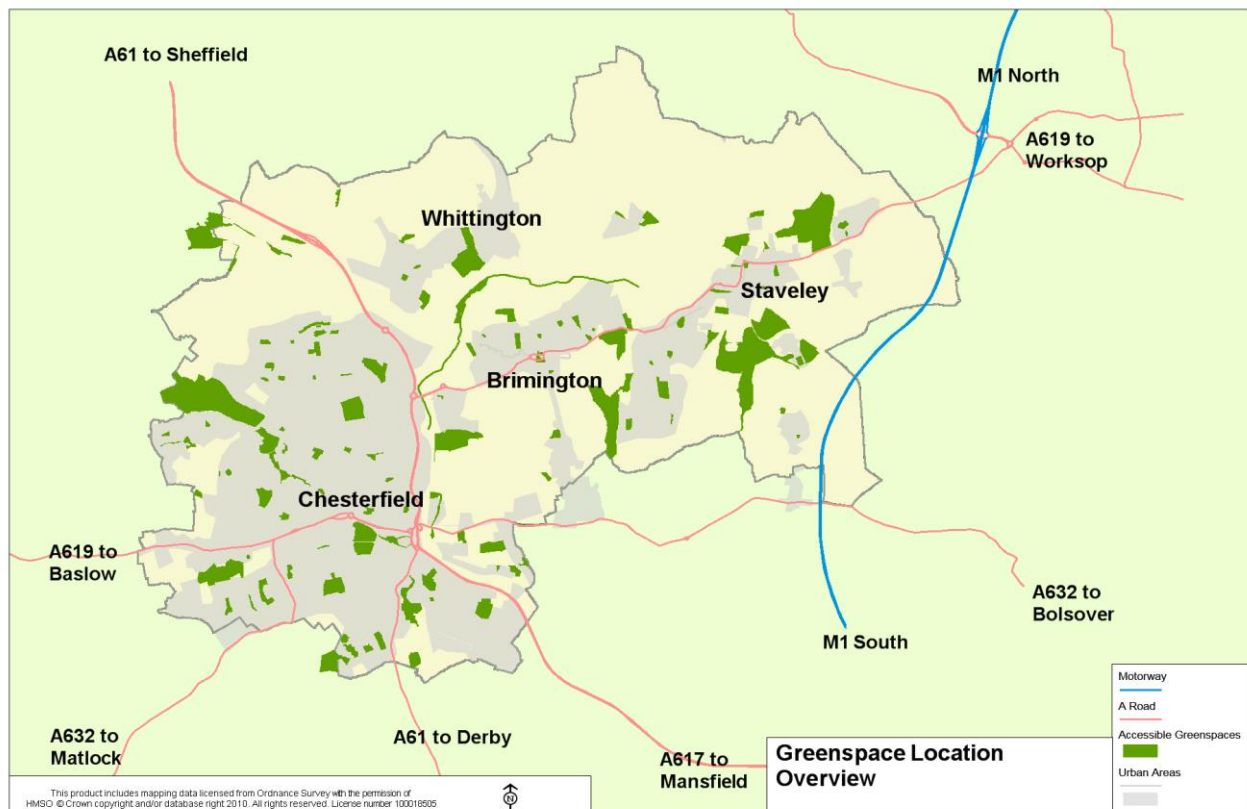 A61 to Sheffield
M1 North
A619 to
Worksop
Whittington
Staveley
Brimington
Chesterfield
A619 to
Baslow
A632 to
Bolsover
M1 South
A632 to
Matlock
A61 to Derby
A617 to
Mansfield
Greenspace Location
Overview
Motorway
A Road
Accessible Greenspaces
Urban Areas
This product includes mapping data licensed from Ordnance Survey with the permission of
HMSO © Crown copyright and/or database right 2010. All rights reserved. License number 100018505
N